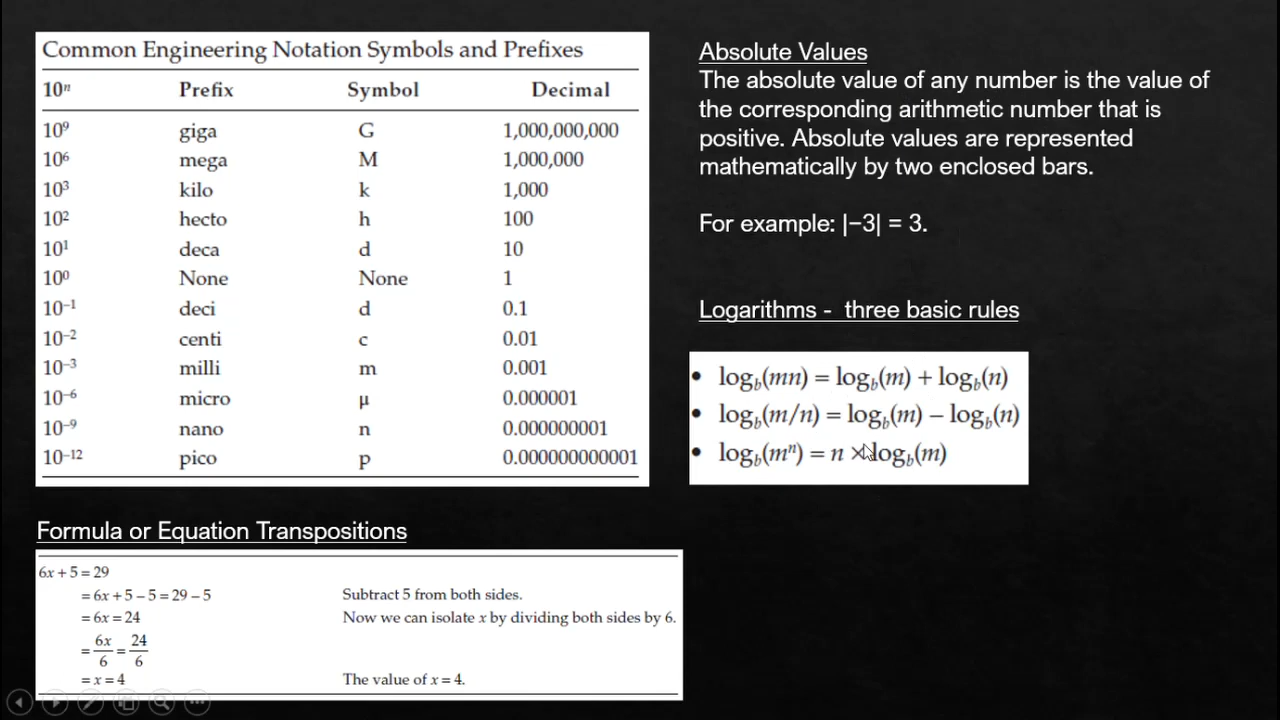 Common Engineering Notation Symbols and Prefixes
10ⁿ Prefix Symbol Decimal
10⁹ giga G 1,000,000,000
10⁶ mega M 1,000,000
10³ kilo k 1,000
10² hecto h 100
10¹ deca d 10
10⁰ None None 1
10⁻¹ deci d 0.1
10⁻² centi c 0.01
10⁻³ milli m 0.001
10⁻⁶ micro μ 0.000001
10⁻⁹ nano n 0.000000001
10⁻¹² pico p 0.000000000001
Formula or Equation Transpositions
6x + 5 = 29
= 6x + 5 − 5 = 29 − 5 Subtract 5 from both sides.
= 6x = 24 Now we can isolate x by dividing both sides by 6.
= 6x/6 = 24/6
= x = 4 The value of x = 4.
Absolute Values
The absolute value of any number is the value of
the corresponding arithmetic number that is
positive. Absolute values are represented
mathematically by two enclosed bars.
For example: |−3| = 3.
Logarithms - three basic rules
• log_b(mn) = log_b(m) + log_b(n)
• log_b(m/n) = log_b(m) − log_b(n)
• log_b(mⁿ) = n × log_b(m)